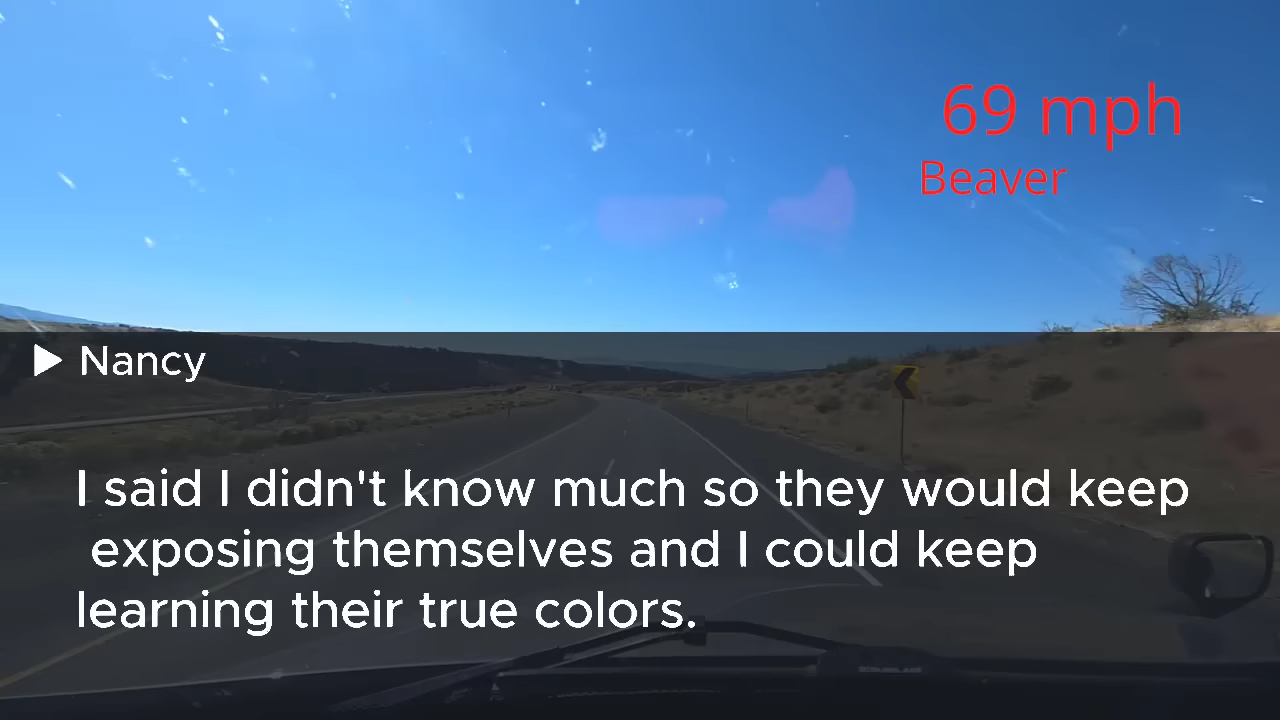 69 mph
Beaver
Nancy
I said I didn't know much so they would keep
exposing themselves and I could keep
learning their true colors.